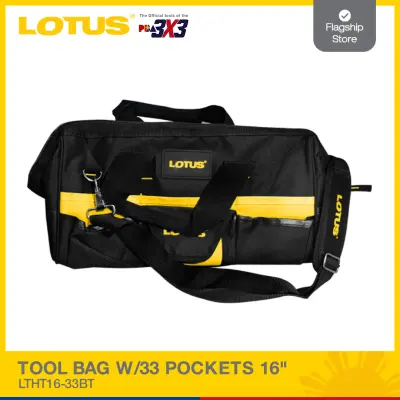 LOTUS®
The Official tools of the
PBA 3X3
Flagship
Store
LOTUS®
LOTUS®
LOTUS
TOOL BAG W/33 POCKETS 16"
LTHT16-33BT